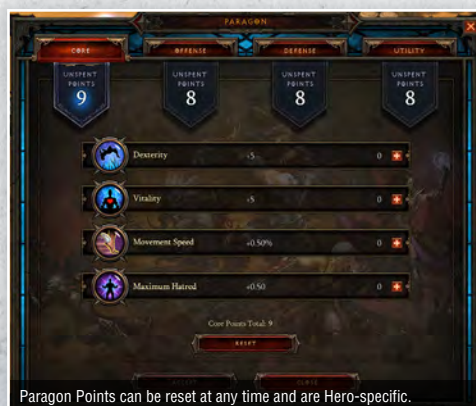 PARAGON
CORE
OFFENSE
DEFENSE
UTILITY
UNSPENT POINTS 9
UNSPENT POINTS 8
UNSPENT POINTS 8
UNSPENT POINTS 8
Dexterity +5 0
Vitality +5 0
Movement Speed +0.50% 0
Maximum Hatred +0.50 0
Core Points Total: 9
RESET
ACCEPT
CLOSE
Paragon Points can be reset at any time and are Hero-specific.